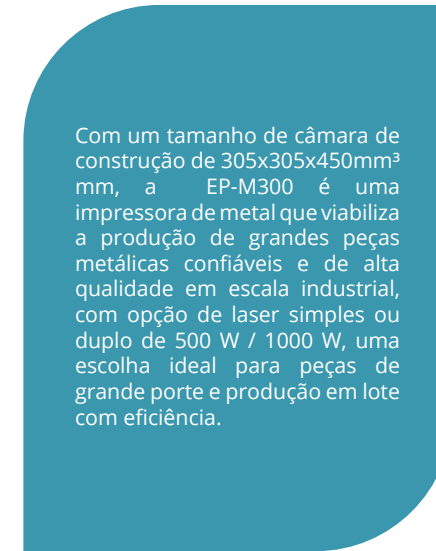 Com um tamanho de câmara de
construção de 305x305x450mm³
mm, a EP-M300 é uma
impressora de metal que viabiliza
a produção de grandes peças
metálicas confiáveis e de alta
qualidade em escala industrial,
com opção de laser simples ou
duplo de 500 W / 1000 W, uma
escolha ideal para peças de
grande porte e produção em lote
com eficiência.